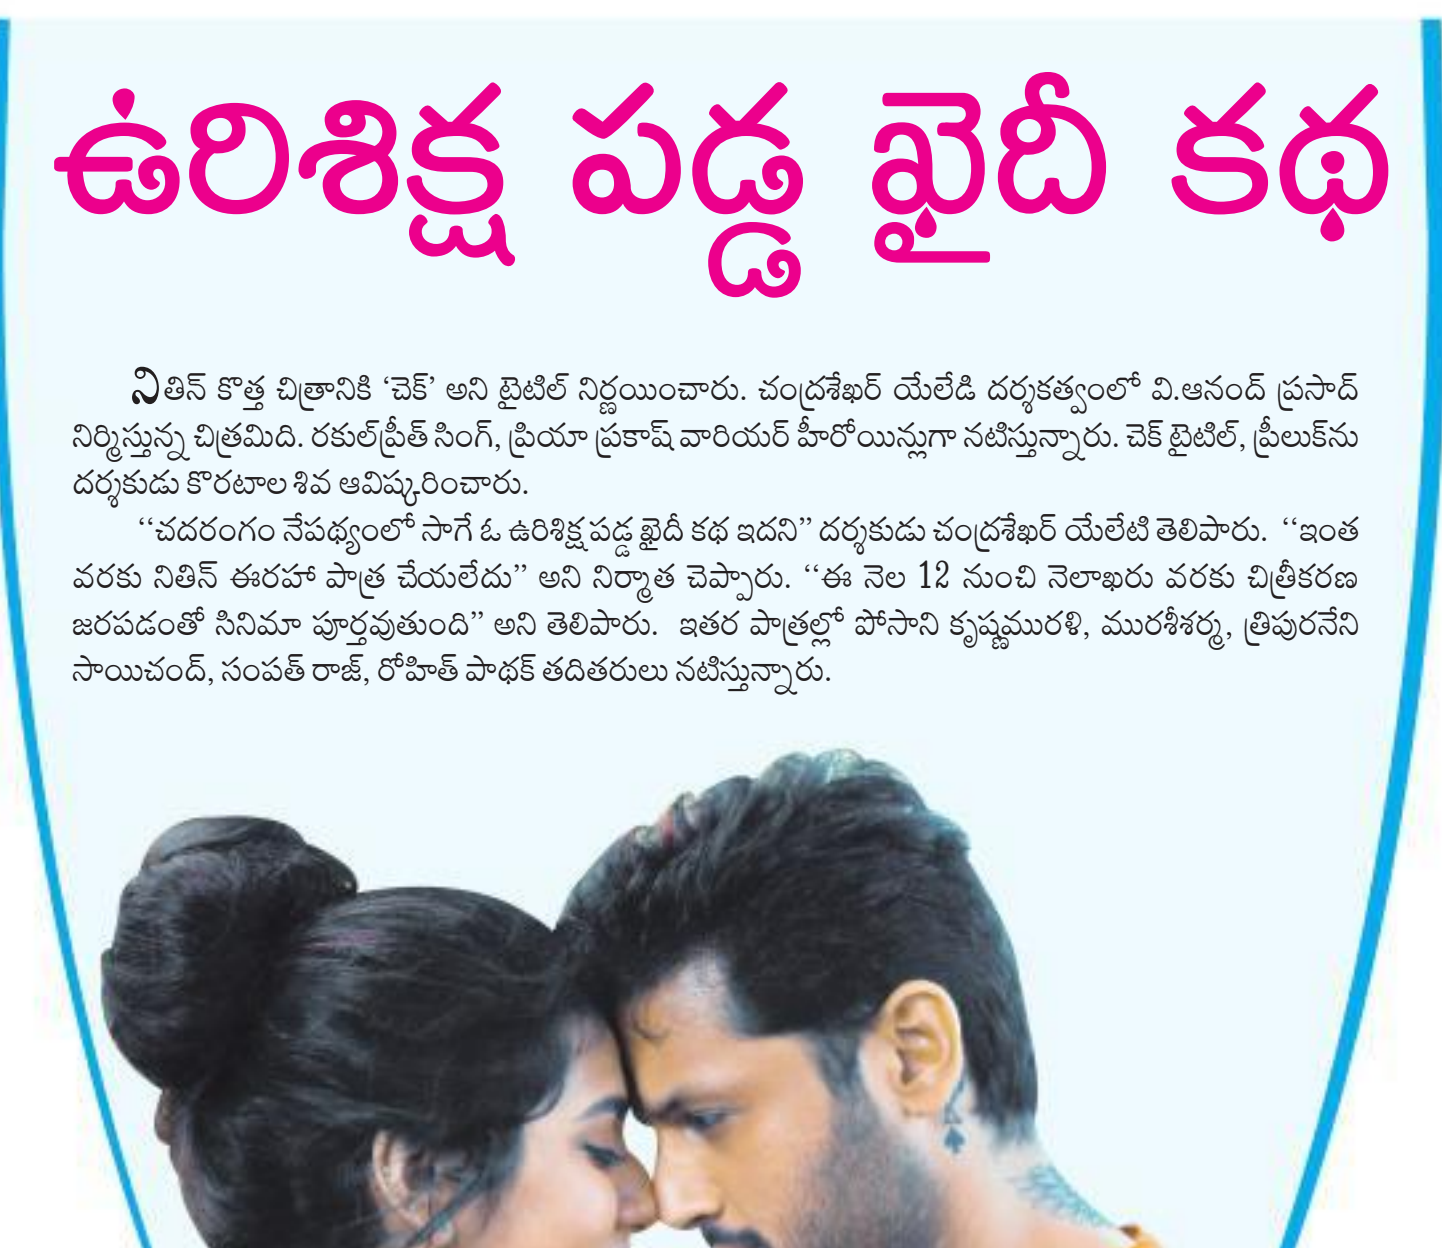 ఉరిశిక్ష పడ్డ ఖైదీ కథ
నితిన్ కొత్త చిత్రానికి ‘చెక్’ అని టైటిల్ నిర్ణయించారు. చంద్రశేఖర్ యేలేడి దర్శకత్వంలో వి.ఆనంద్ ప్రసాద్
నిర్మిస్తున్న చిత్రమిది. రకుల్‌ప్రీత్ సింగ్, ప్రియా ప్రకాష్ వారియర్ హీరోయిన్లుగా నటిస్తున్నారు. చెక్ టైటిల్, ప్రీలుక్‌ను
దర్శకుడు కొరటాల శివ ఆవిష్కరించారు.
‘‘చదరంగం నేపథ్యంలో సాగే ఓ ఉరిశిక్ష పడ్డ ఖైదీ కథ ఇదని’’ దర్శకుడు చంద్రశేఖర్ యేలేటి తెలిపారు. ‘‘ఇంత
వరకు నితిన్ ఈరహా పాత్ర చేయలేదు’’ అని నిర్మాత చెప్పారు. ‘‘ఈ నెల 12 నుంచి నెలాఖరు వరకు చిత్రీకరణ
జరపడంతో సినిమా పూర్తవుతుంది’’ అని తెలిపారు. ఇతర పాత్రల్లో పోసాని కృష్ణమురళి, మురళీశర్మ, త్రిపురనేని
సాయిచంద్, సంపత్ రాజ్, రోహిత్ పాథక్ తదితరులు నటిస్తున్నారు.